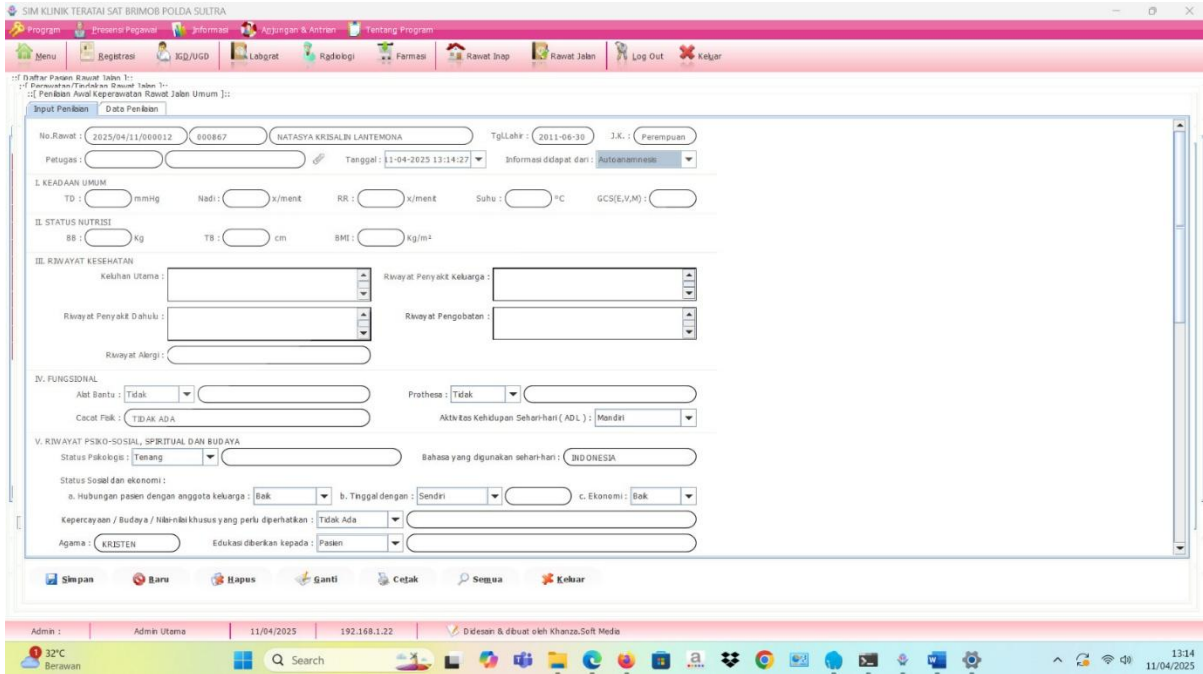 SIM KLINIK TERATAI SAT BRIMOB POLDA SULTRA
Program Presensi Pegawai Informasi Anjungan & Antrian Tentang Program
Menu Registrasi IGD/UGD Laborat Radiologi Farmasi Rawat Inap Rawat Jalan Log Out Keluar
::[ Daftar Pasien Rawat Jalan ]::
::[ Perawatan/Tindakan Rawat Jalan ]::
::[ Penilaian Awal Keperawatan Rawat Jalan Umum ]::
Input Penilaian Data Penilaian
No.Rawat : 2025/04/11/000012 000867 NATASYA KRISALIN LANTEMONA Tgl.Lahir : 2011-06-30 J.K. : Perempuan
Petugas : Tanggal : 11-04-2025 13:14:27 Informasi didapat dari : Autoanamnesis
I. KEADAAN UMUM
TD : mmHg Nadi : x/menit RR : x/menit Suhu : °C GCS(E,V,M) :
II. STATUS NUTRISI
BB : Kg TB : cm BMI : Kg/m²
III. RIWAYAT KESEHATAN
Keluhan Utama : Riwayat Penyakit Keluarga :
Riwayat Penyakit Dahulu : Riwayat Pengobatan :
Riwayat Alergi :
IV. FUNGSIONAL
Alat Bantu : Tidak Prothesa : Tidak
Cacat Fisik : TIDAK ADA Aktivitas Kehidupan Sehari-hari ( ADL ) : Mandiri
V. RIWAYAT PSIKO-SOSIAL, SPIRITUAL DAN BUDAYA
Status Psikologis : Tenang Bahasa yang digunakan sehari-hari : INDONESIA
Status Sosial dan ekonomi :
a. Hubungan pasien dengan anggota keluarga : Baik b. Tinggal dengan : Sendiri c. Ekonomi : Baik
Kepercayaan / Budaya / Nilai-nilai khusus yang perlu diperhatikan : Tidak Ada
Agama : KRISTEN Edukasi diberikan kepada : Pasien
Simpan Baru Hapus Ganti Cetak Semua Keluar
Admin : Admin Utama 11/04/2025 192.168.1.22 Didesain & dibuat oleh Khanza.Soft Media
1 32°C Search 13:14
Berawan 11/04/2025